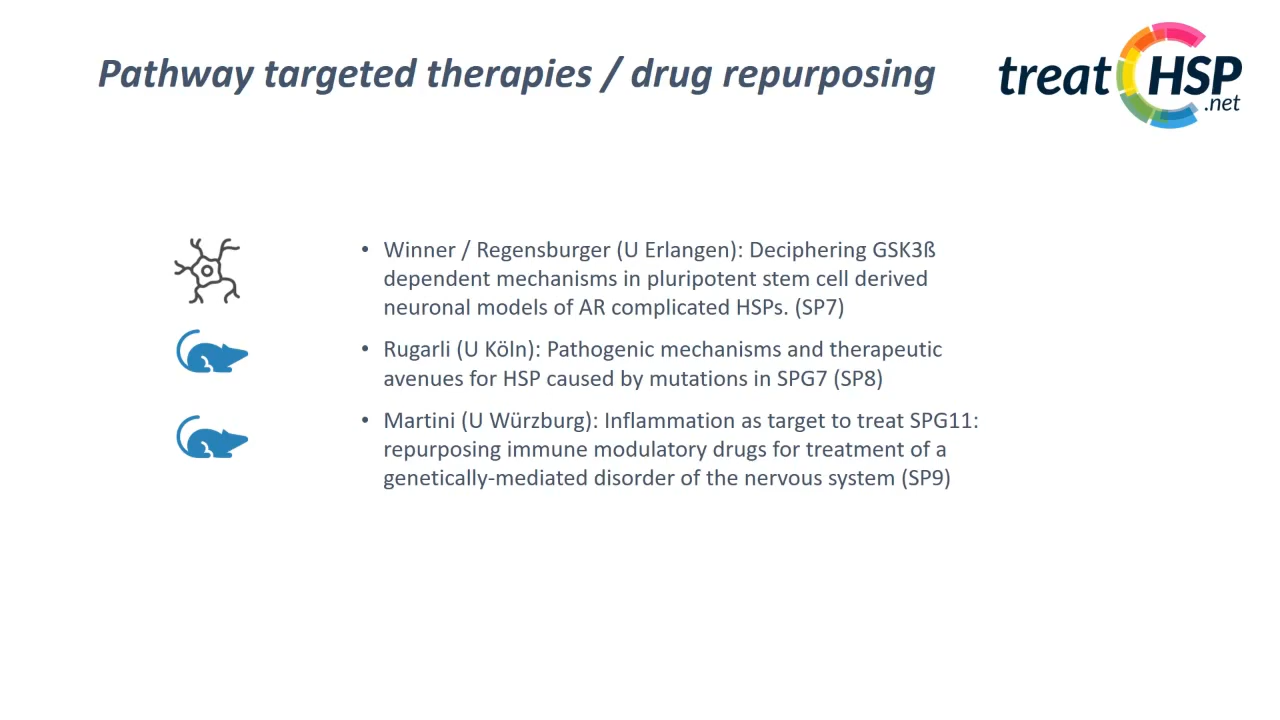 Pathway targeted therapies / drug repurposing
treat HSP
.net
• Winner / Regensburger (U Erlangen): Deciphering GSK3ß
dependent mechanisms in pluripotent stem cell derived
neuronal models of AR complicated HSPs. (SP7)
• Rugarli (U Köln): Pathogenic mechanisms and therapeutic
avenues for HSP caused by mutations in SPG7 (SP8)
• Martini (U Würzburg): Inflammation as target to treat SPG11:
repurposing immune modulatory drugs for treatment of a
genetically-mediated disorder of the nervous system (SP9)